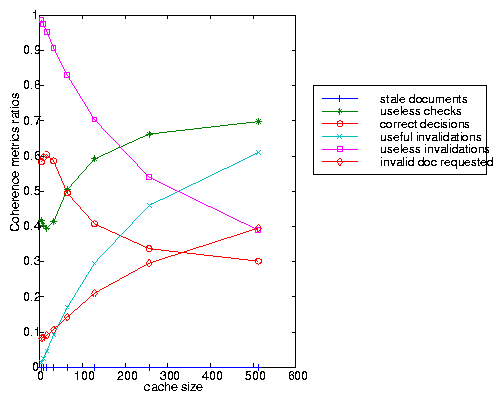 1
0.9
0.8
0.7
0.6
0.5
0.4
0.3
0.2
0.1
0
Coherence metrics ratios
0 100 200 300 400 500 600
cache size
stale documents
useless checks
correct decisions
useful invalidations
useless invalidations
invalid doc requested